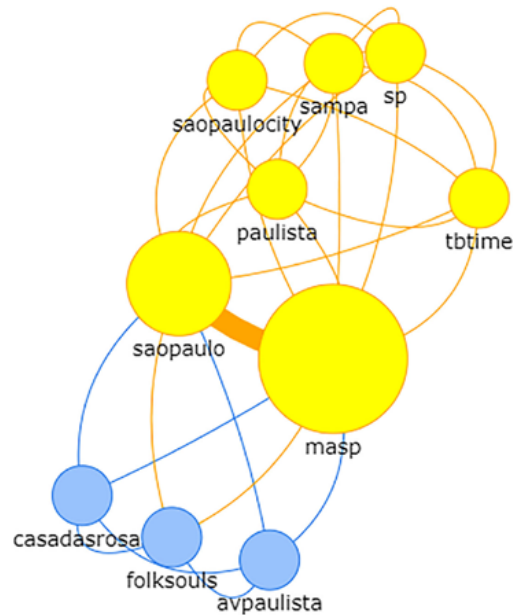 sp
sampa
saopaulocity
paulista
tbtime
saopaulo
masp
casadasrosa
folksouls
avpaulista